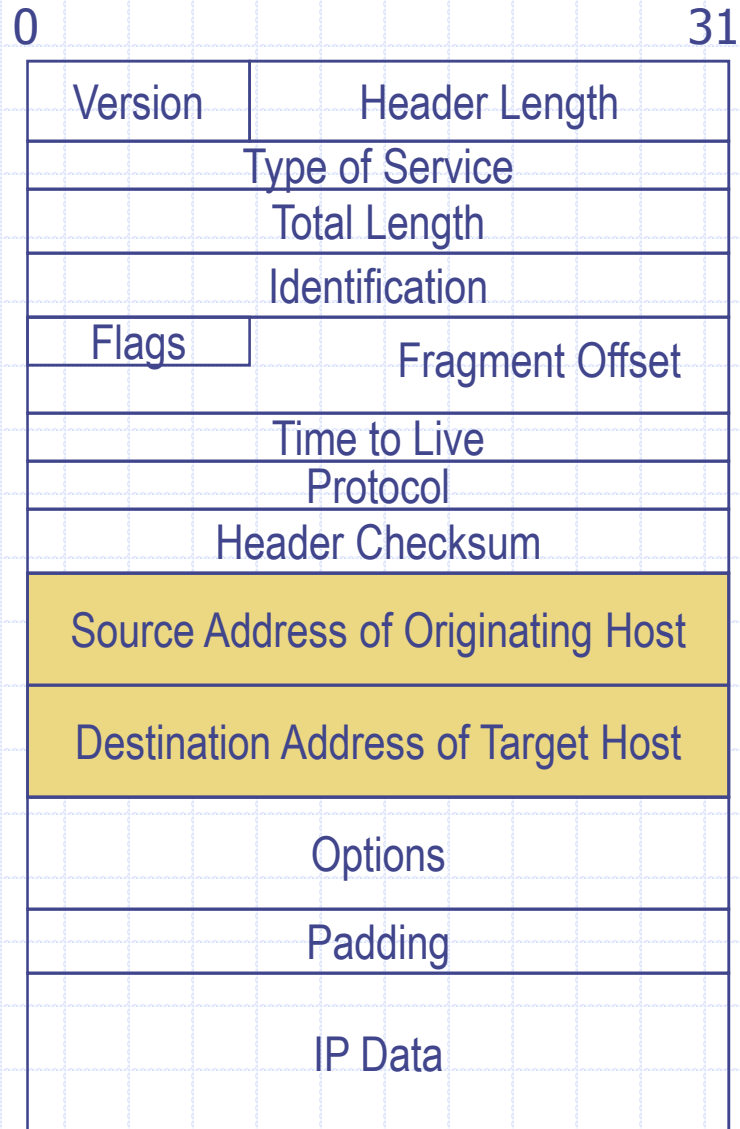 0 31
Version Header Length
Type of Service
Total Length
Identification
Flags
Fragment Offset
Time to Live
Protocol
Header Checksum
Source Address of Originating Host
Destination Address of Target Host
Options
Padding
IP Data